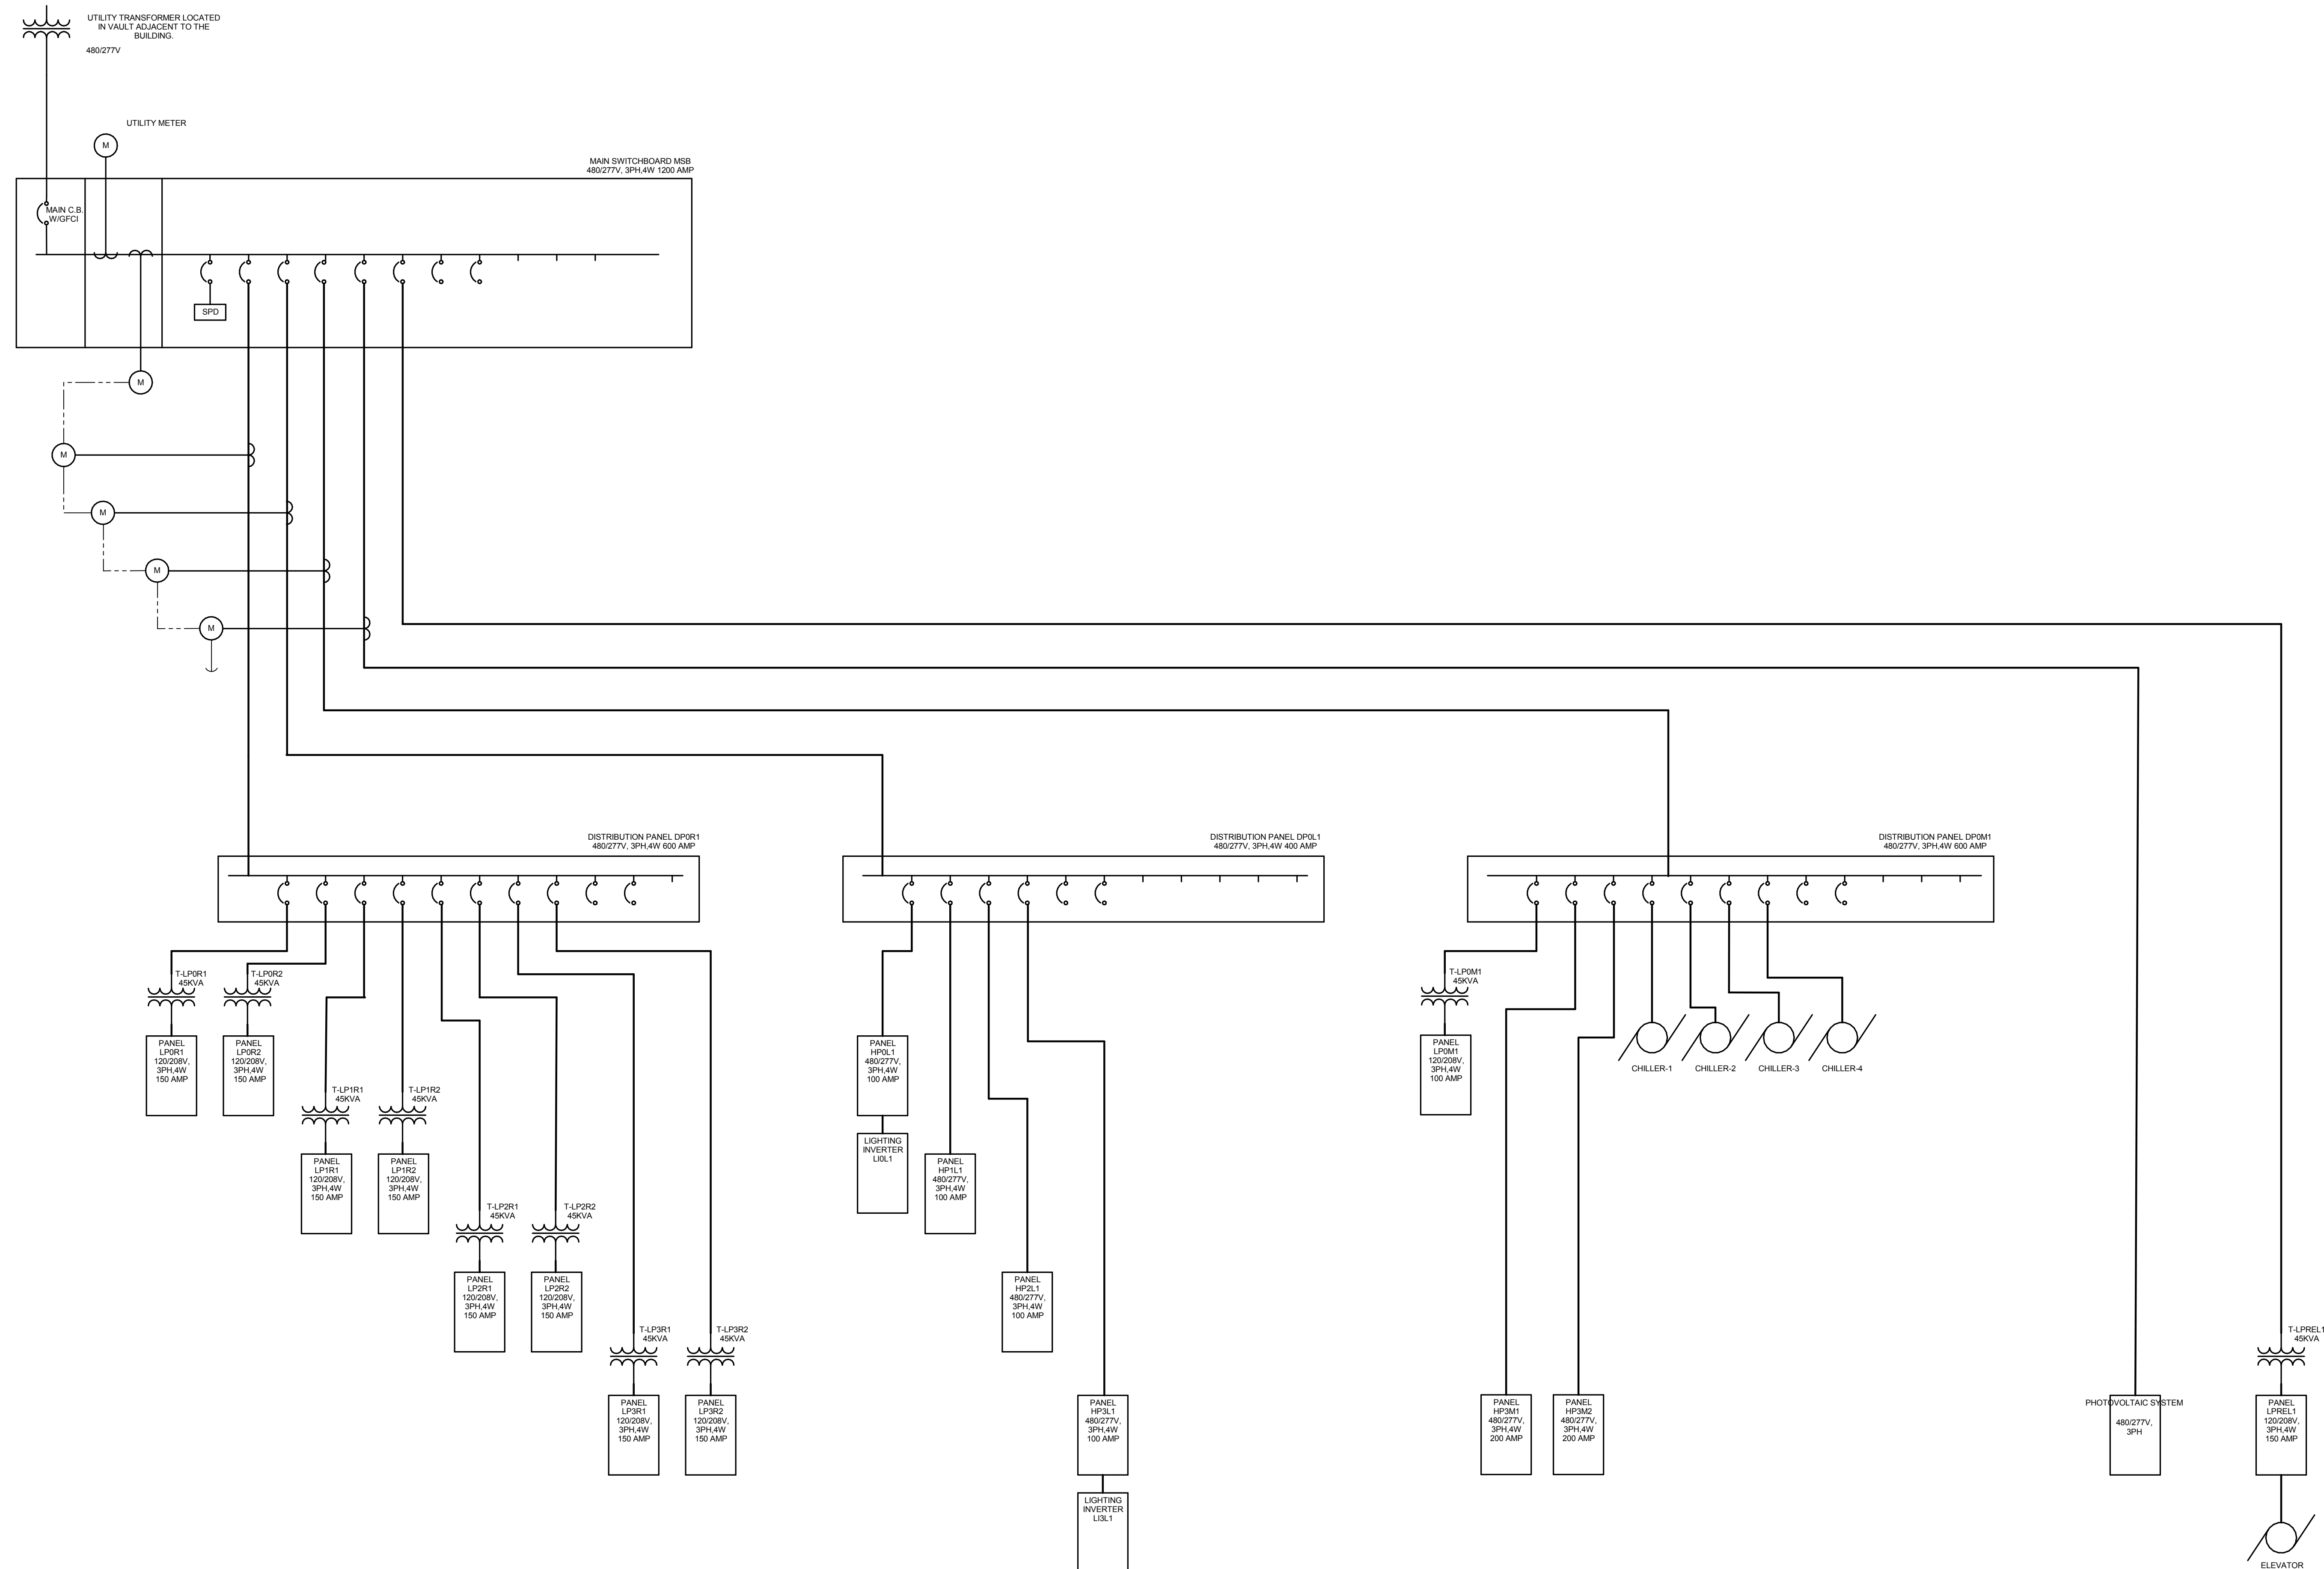 UTILITY TRANSFORMER LOCATED
IN VAULT ADJACENT TO THE
BUILDING.
480/277V
UTILITY METER
M
MAIN SWITCHBOARD MSB
480/277V, 3PH,4W 1200 AMP
MAIN C.B.
W/GFCI
SPD
M
M
M
M
M
DISTRIBUTION PANEL DP0R1
480/277V, 3PH,4W 600 AMP
DISTRIBUTION PANEL DP0L1
480/277V, 3PH,4W 400 AMP
DISTRIBUTION PANEL DP0M1
480/277V, 3PH,4W 600 AMP
T-LP0R1
45KVA
T-LP0R2
45KVA
T-LP0M1
45KVA
PANEL
LP0R1
120/208V,
3PH,4W
150 AMP
PANEL
LP0R2
120/208V,
3PH,4W
150 AMP
PANEL
HP0L1
480/277V,
3PH,4W
100 AMP
PANEL
LP0M1
120/208V,
3PH,4W
100 AMP
CHILLER-1
CHILLER-2
CHILLER-3
CHILLER-4
T-LP1R1
45KVA
T-LP1R2
45KVA
LIGHTING
INVERTER
LI0L1
PANEL
LP1R1
120/208V,
3PH,4W
150 AMP
PANEL
LP1R2
120/208V,
3PH,4W
150 AMP
PANEL
HP1L1
480/277V,
3PH,4W
100 AMP
T-LP2R1
45KVA
T-LP2R2
45KVA
PANEL
LP2R1
120/208V,
3PH,4W
150 AMP
PANEL
LP2R2
120/208V,
3PH,4W
150 AMP
PANEL
HP2L1
480/277V,
3PH,4W
100 AMP
T-LP3R1
45KVA
T-LP3R2
45KVA
T-LPREL1
45KVA
PANEL
LP3R1
120/208V,
3PH,4W
150 AMP
PANEL
LP3R2
120/208V,
3PH,4W
150 AMP
PANEL
HP3L1
480/277V,
3PH,4W
100 AMP
PANEL
HP3M1
480/277V,
3PH,4W
200 AMP
PANEL
HP3M2
480/277V,
3PH,4W
200 AMP
PHOTOVOLTAIC SYSTEM
480/277V,
3PH
PANEL
LPREL1
120/208V,
3PH,4W
150 AMP
LIGHTING
INVERTER
LI3L1
ELEVATOR